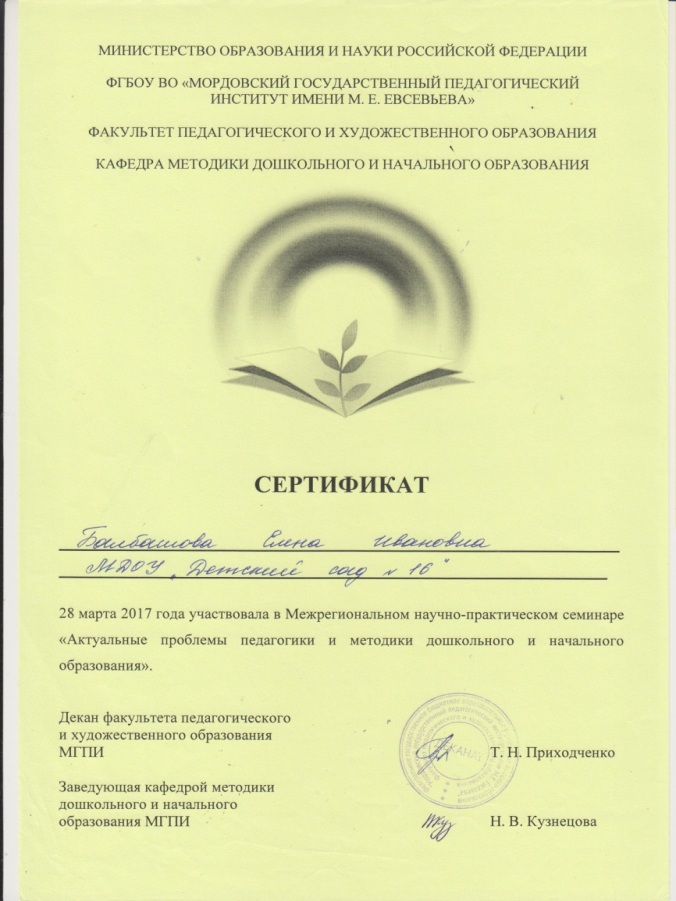 МИНИСТЕРСТВО ОБРАЗОВАНИЯ И НАУКИ РОССИЙСКОЙ ФЕДЕРАЦИИ
ФГБОУ ВО «МОРДОВСКИЙ ГОСУДАРСТВЕННЫЙ ПЕДАГОГИЧЕСКИЙ
ИНСТИТУТ ИМЕНИ М. Е. ЕВСЕВЬЕВА»
ФАКУЛЬТЕТ ПЕДАГОГИЧЕСКОГО И ХУДОЖЕСТВЕННОГО ОБРАЗОВАНИЯ
КАФЕДРА МЕТОДИКИ ДОШКОЛЬНОГО И НАЧАЛЬНОГО ОБРАЗОВАНИЯ
СЕРТИФИКАТ
Балбашова Елена Ивановна
МДОУ „Детский сад № 16"
28 марта 2017 года участвовала в Межрегиональном научно-практическом семинаре
«Актуальные проблемы педагогики и методики дошкольного и начального
образования».
Декан факультета педагогического
и художественного образования
МГПИ
Т. Н. Приходченко
Заведующая кафедрой методики
дошкольного и начального
образования МГПИ
Н. В. Кузнецова